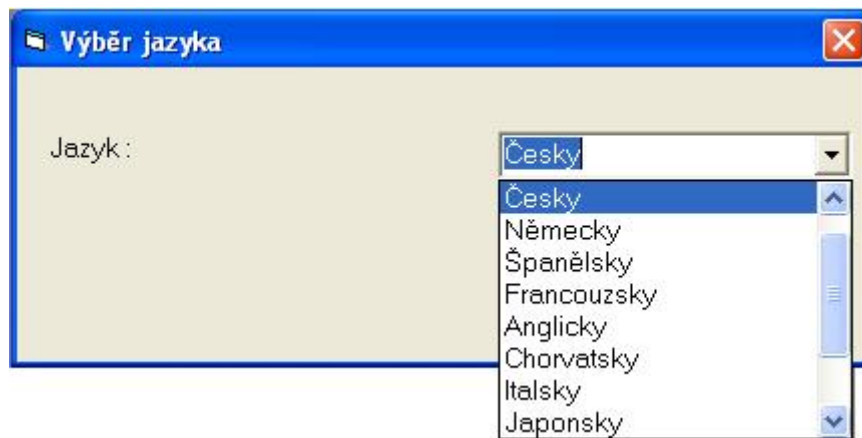 Výběr jazyka
Jazyk :
Česky
Česky
Německy
Španělsky
Francouzsky
Anglicky
Chorvatsky
Italsky
Japonsky